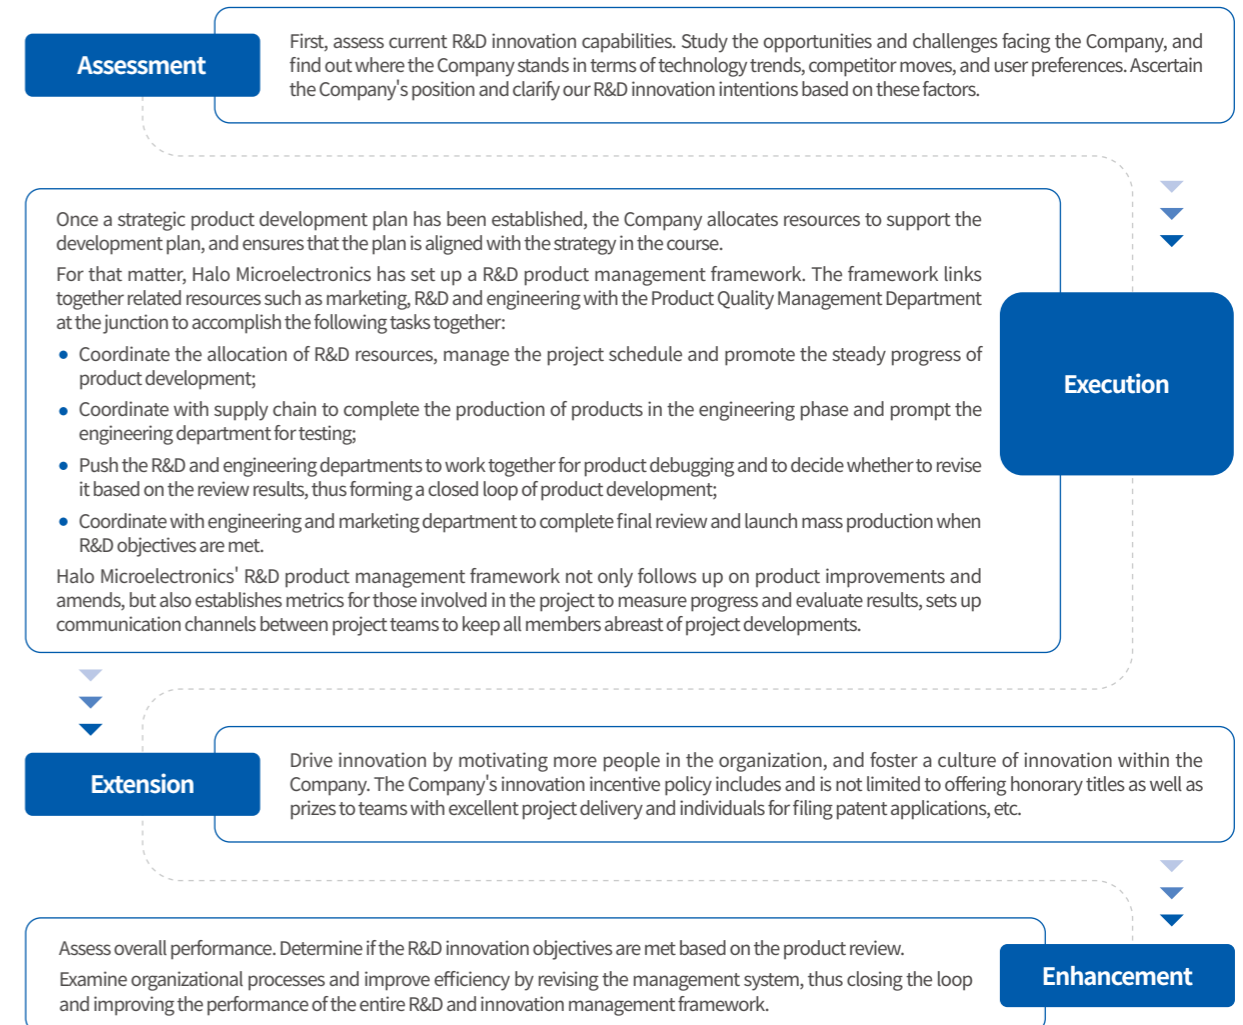 Assessment
First, assess current R&D innovation capabilities. Study the opportunities and challenges facing the Company, and
find out where the Company stands in terms of technology trends, competitor moves, and user preferences. Ascertain
the Company's position and clarify our R&D innovation intentions based on these factors.
Once a strategic product development plan has been established, the Company allocates resources to support the
development plan, and ensures that the plan is aligned with the strategy in the course.
For that matter, Halo Microelectronics has set up a R&D product management framework. The framework links
together related resources such as marketing, R&D and engineering with the Product Quality Management Department
at the junction to accomplish the following tasks together:
• Coordinate the allocation of R&D resources, manage the project schedule and promote the steady progress of
product development;
• Coordinate with supply chain to complete the production of products in the engineering phase and prompt the
engineering department for testing;
• Push the R&D and engineering departments to work together for product debugging and to decide whether to revise
it based on the review results, thus forming a closed loop of product development;
• Coordinate with engineering and marketing department to complete final review and launch mass production when
R&D objectives are met.
Halo Microelectronics' R&D product management framework not only follows up on product improvements and
amends, but also establishes metrics for those involved in the project to measure progress and evaluate results, sets up
communication channels between project teams to keep all members abreast of project developments.
Execution
Extension
Drive innovation by motivating more people in the organization, and foster a culture of innovation within the
Company. The Company's innovation incentive policy includes and is not limited to offering honorary titles as well as
prizes to teams with excellent project delivery and individuals for filing patent applications, etc.
Assess overall performance. Determine if the R&D innovation objectives are met based on the product review.
Examine organizational processes and improve efficiency by revising the management system, thus closing the loop
and improving the performance of the entire R&D and innovation management framework.
Enhancement